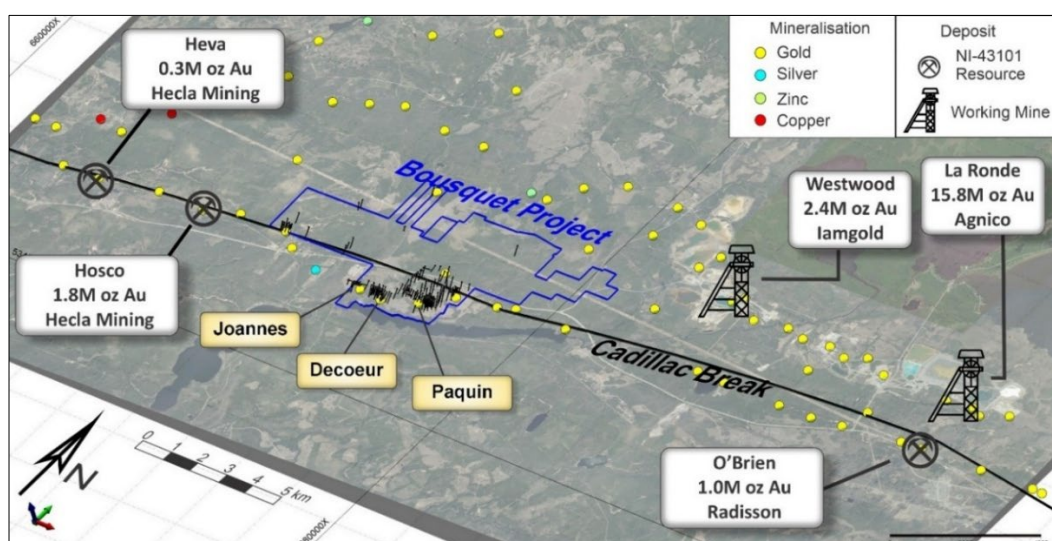 660000X
Heva
0.3M oz Au
Hecla Mining
Hosco
1.8M oz Au
Hecla Mining
Bousquet Project
Joannes
Decoeur
Paquin
Cadillac Break
Mineralisation
Gold
Silver
Zinc
Copper
Deposit
NI-43101
Resource
Working Mine
Westwood
2.4M oz Au
Iamgold
La Ronde
15.8M oz Au
Agnico
O'Brien
1.0M oz Au
Radisson
N
0 1 2 3 4 5 km